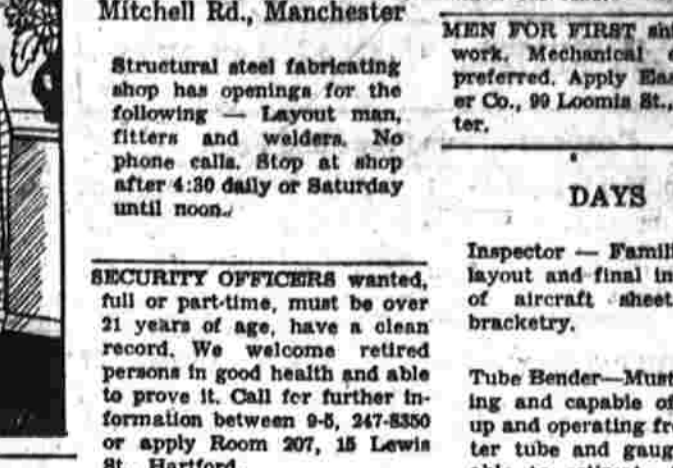 Mitchell Rd., Manchester
Structural steel fabricating
shop has openings for the
following — Layout man,
fitters and welders. No
phone calls. Stop at shop
after 4:30 daily or Saturday
until noon.
SECURITY OFFICERS wanted,
full or part-time, must be over
21 years of age, have a clean
record. We welcome retired
persons in good health and able
to prove it. Call for further in-
formation between 9-5, 247-8350
or apply Room 207, 15 Lewis
St., Hartford.
MEN FOR FIRST
work. Mechanical
preferred. Apply
er Co., 99 Loomis St.,
ter.
DAYS
Inspector —
layout and final
of aircraft sheet
bracketry.
Tube Bender—Must
ing and capable of
up and operating
ter tube and